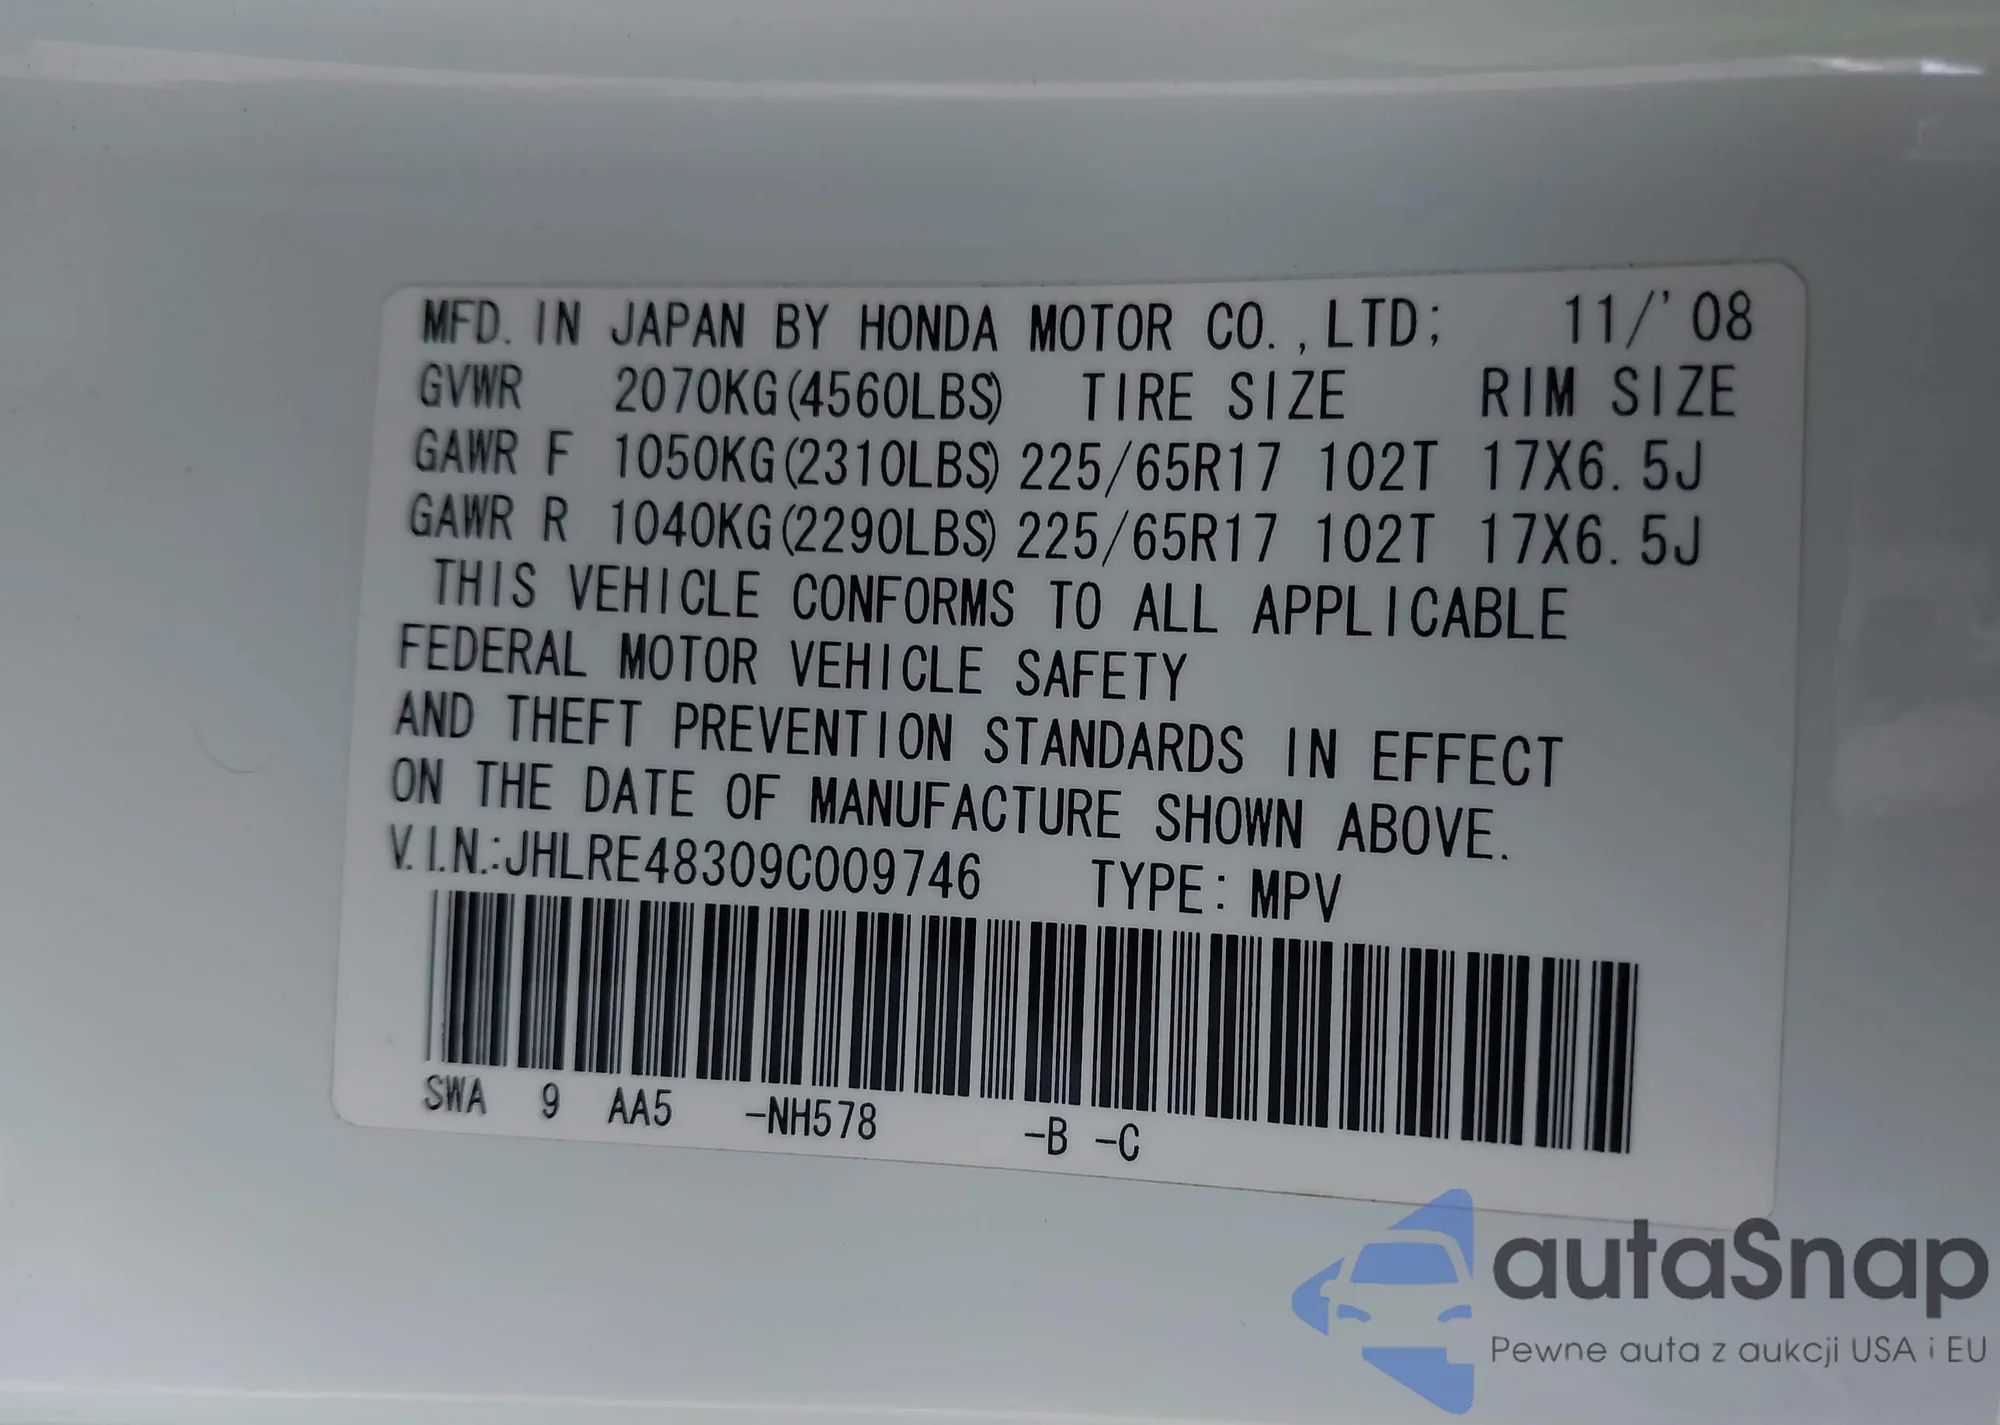 MFD. IN JAPAN BY HONDA MOTOR CO., LTD; 11/'08
GVWR 2070KG(4560LBS) TIRE SIZE RIM SIZE
GAWR F 1050KG(2310LBS) 225/65R17 102T 17X6.5J
GAWR R 1040KG(2290LBS) 225/65R17 102T 17X6.5J
THIS VEHICLE CONFORMS TO ALL APPLICABLE
FEDERAL MOTOR VEHICLE SAFETY
AND THEFT PREVENTION STANDARDS IN EFFECT
ON THE DATE OF MANUFACTURE SHOWN ABOVE.
V.I.N.:JHLRE48309C009746 TYPE: MPV
SWA 9 AA5 -NH578 -B -C
autaSnap
Pewne auta z aukcji USA i EU